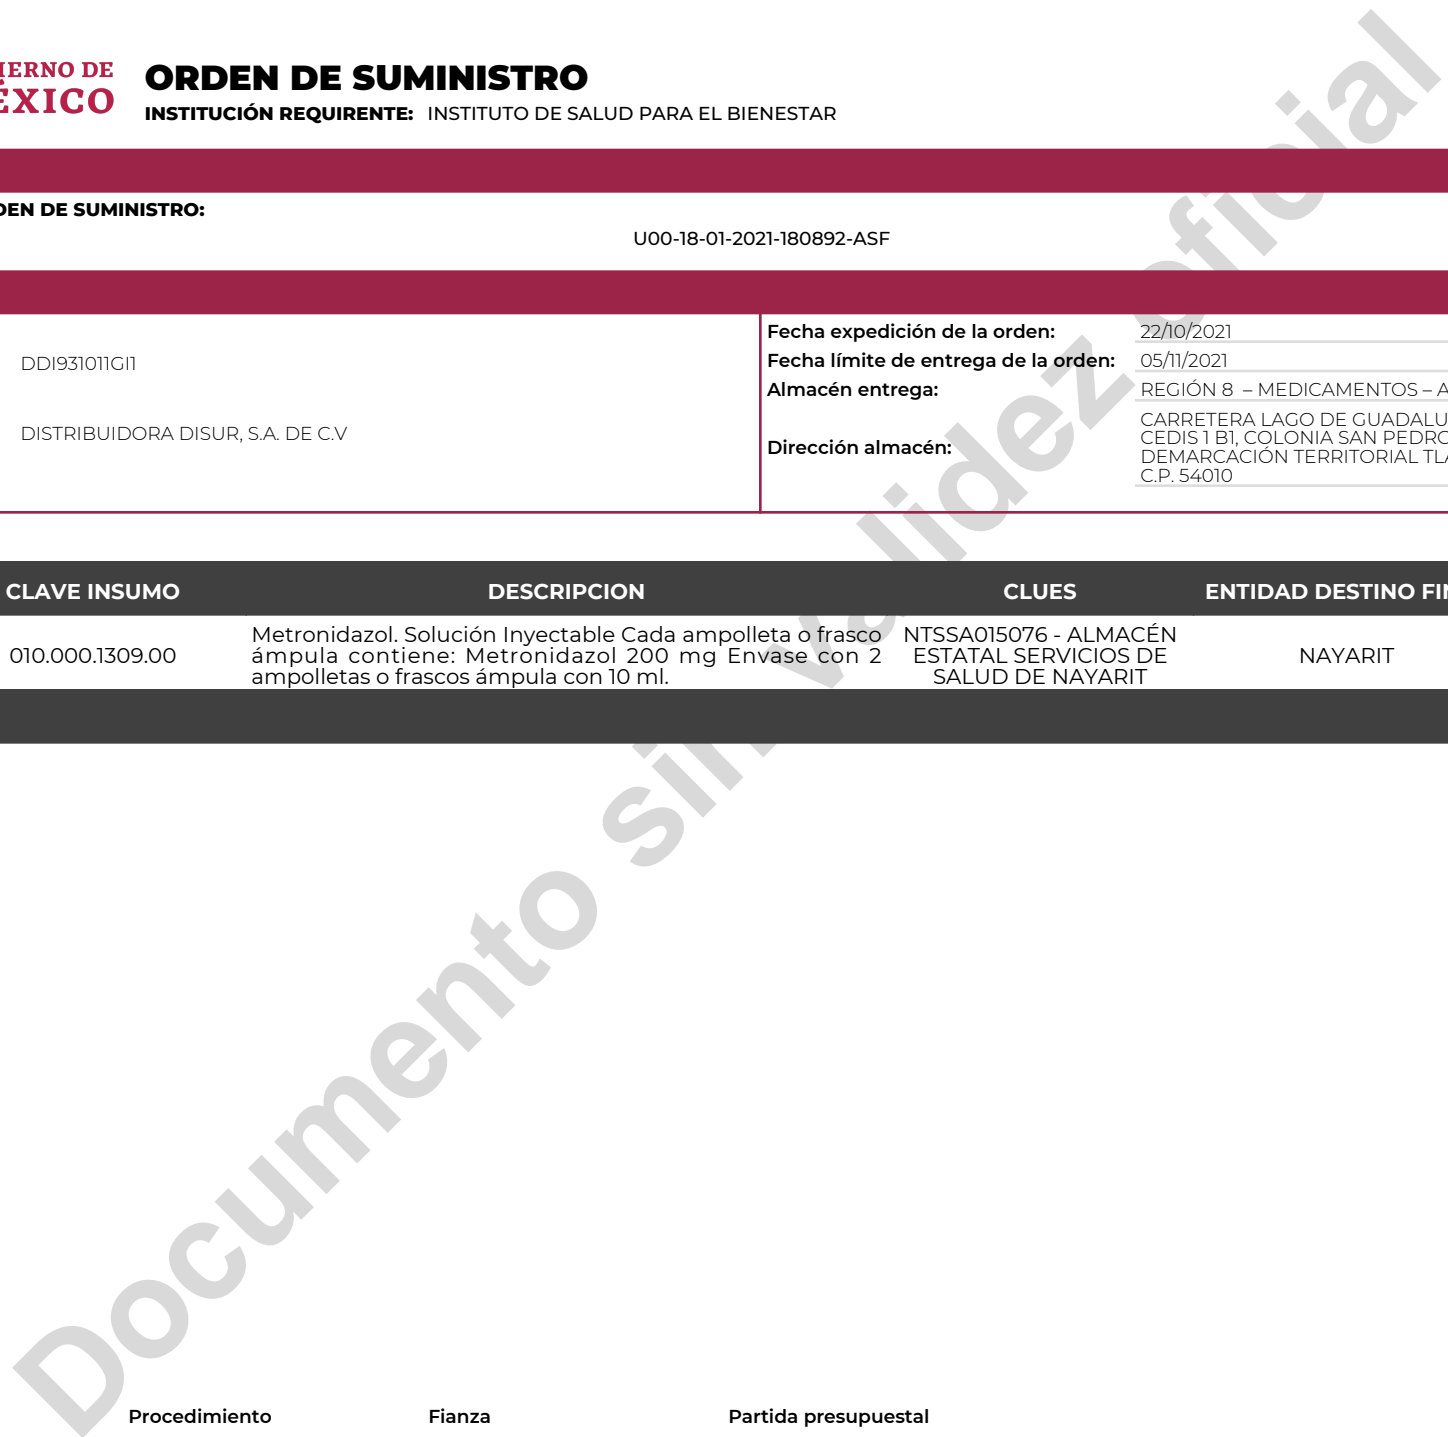 IERNO DE
ÉXICO
ORDEN DE SUMINISTRO
INSTITUCIÓN REQUIRENTE: INSTITUTO DE SALUD PARA EL BIENESTAR
DEN DE SUMINISTRO:
U00-18-01-2021-180892-ASF
DDI931011GI1
DISTRIBUIDORA DISUR, S.A. DE C.V
Fecha expedición de la orden: 22/10/2021
Fecha límite de entrega de la orden: 05/11/2021
Almacén entrega: REGIÓN 8 – MEDICAMENTOS – A
Dirección almacén:
CARRETERA LAGO DE GUADALU
CEDIS 1 B1, COLONIA SAN PEDRO
DEMARCACIÓN TERRITORIAL TLA
C.P. 54010
CLAVE INSUMO DESCRIPCION CLUES ENTIDAD DESTINO FIN
010.000.1309.00
Metronidazol. Solución Inyectable Cada ampolleta o frasco
ámpula contiene: Metronidazol 200 mg Envase con 2
ampolletas o frascos ámpula con 10 ml.
NTSSA015076 - ALMACÉN
ESTATAL SERVICIOS DE
SALUD DE NAYARIT
NAYARIT
Documento sin validez oficial
Procedimiento Fianza Partida presupuestal